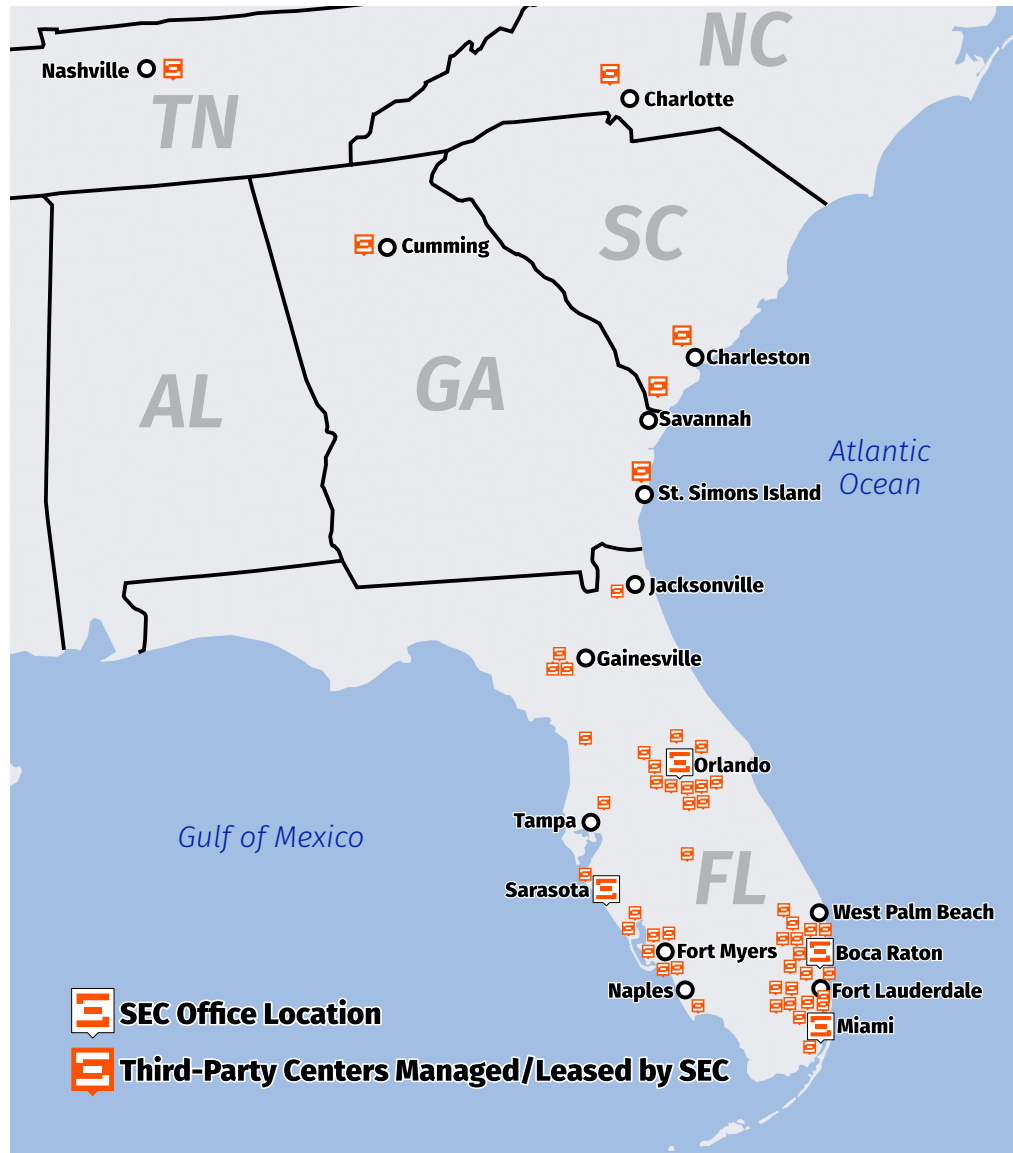 NC
Nashville
TN
Charlotte
SC
Cumming
Charleston
GA
AL
Savannah
Atlantic
Ocean
St. Simons Island
Jacksonville
Gainesville
Orlando
Tampa
Gulf of Mexico
FL
Sarasota
West Palm Beach
Fort Myers
Boca Raton
Naples
Fort Lauderdale
SEC Office Location
Miami
Third-Party Centers Managed/Leased by SEC